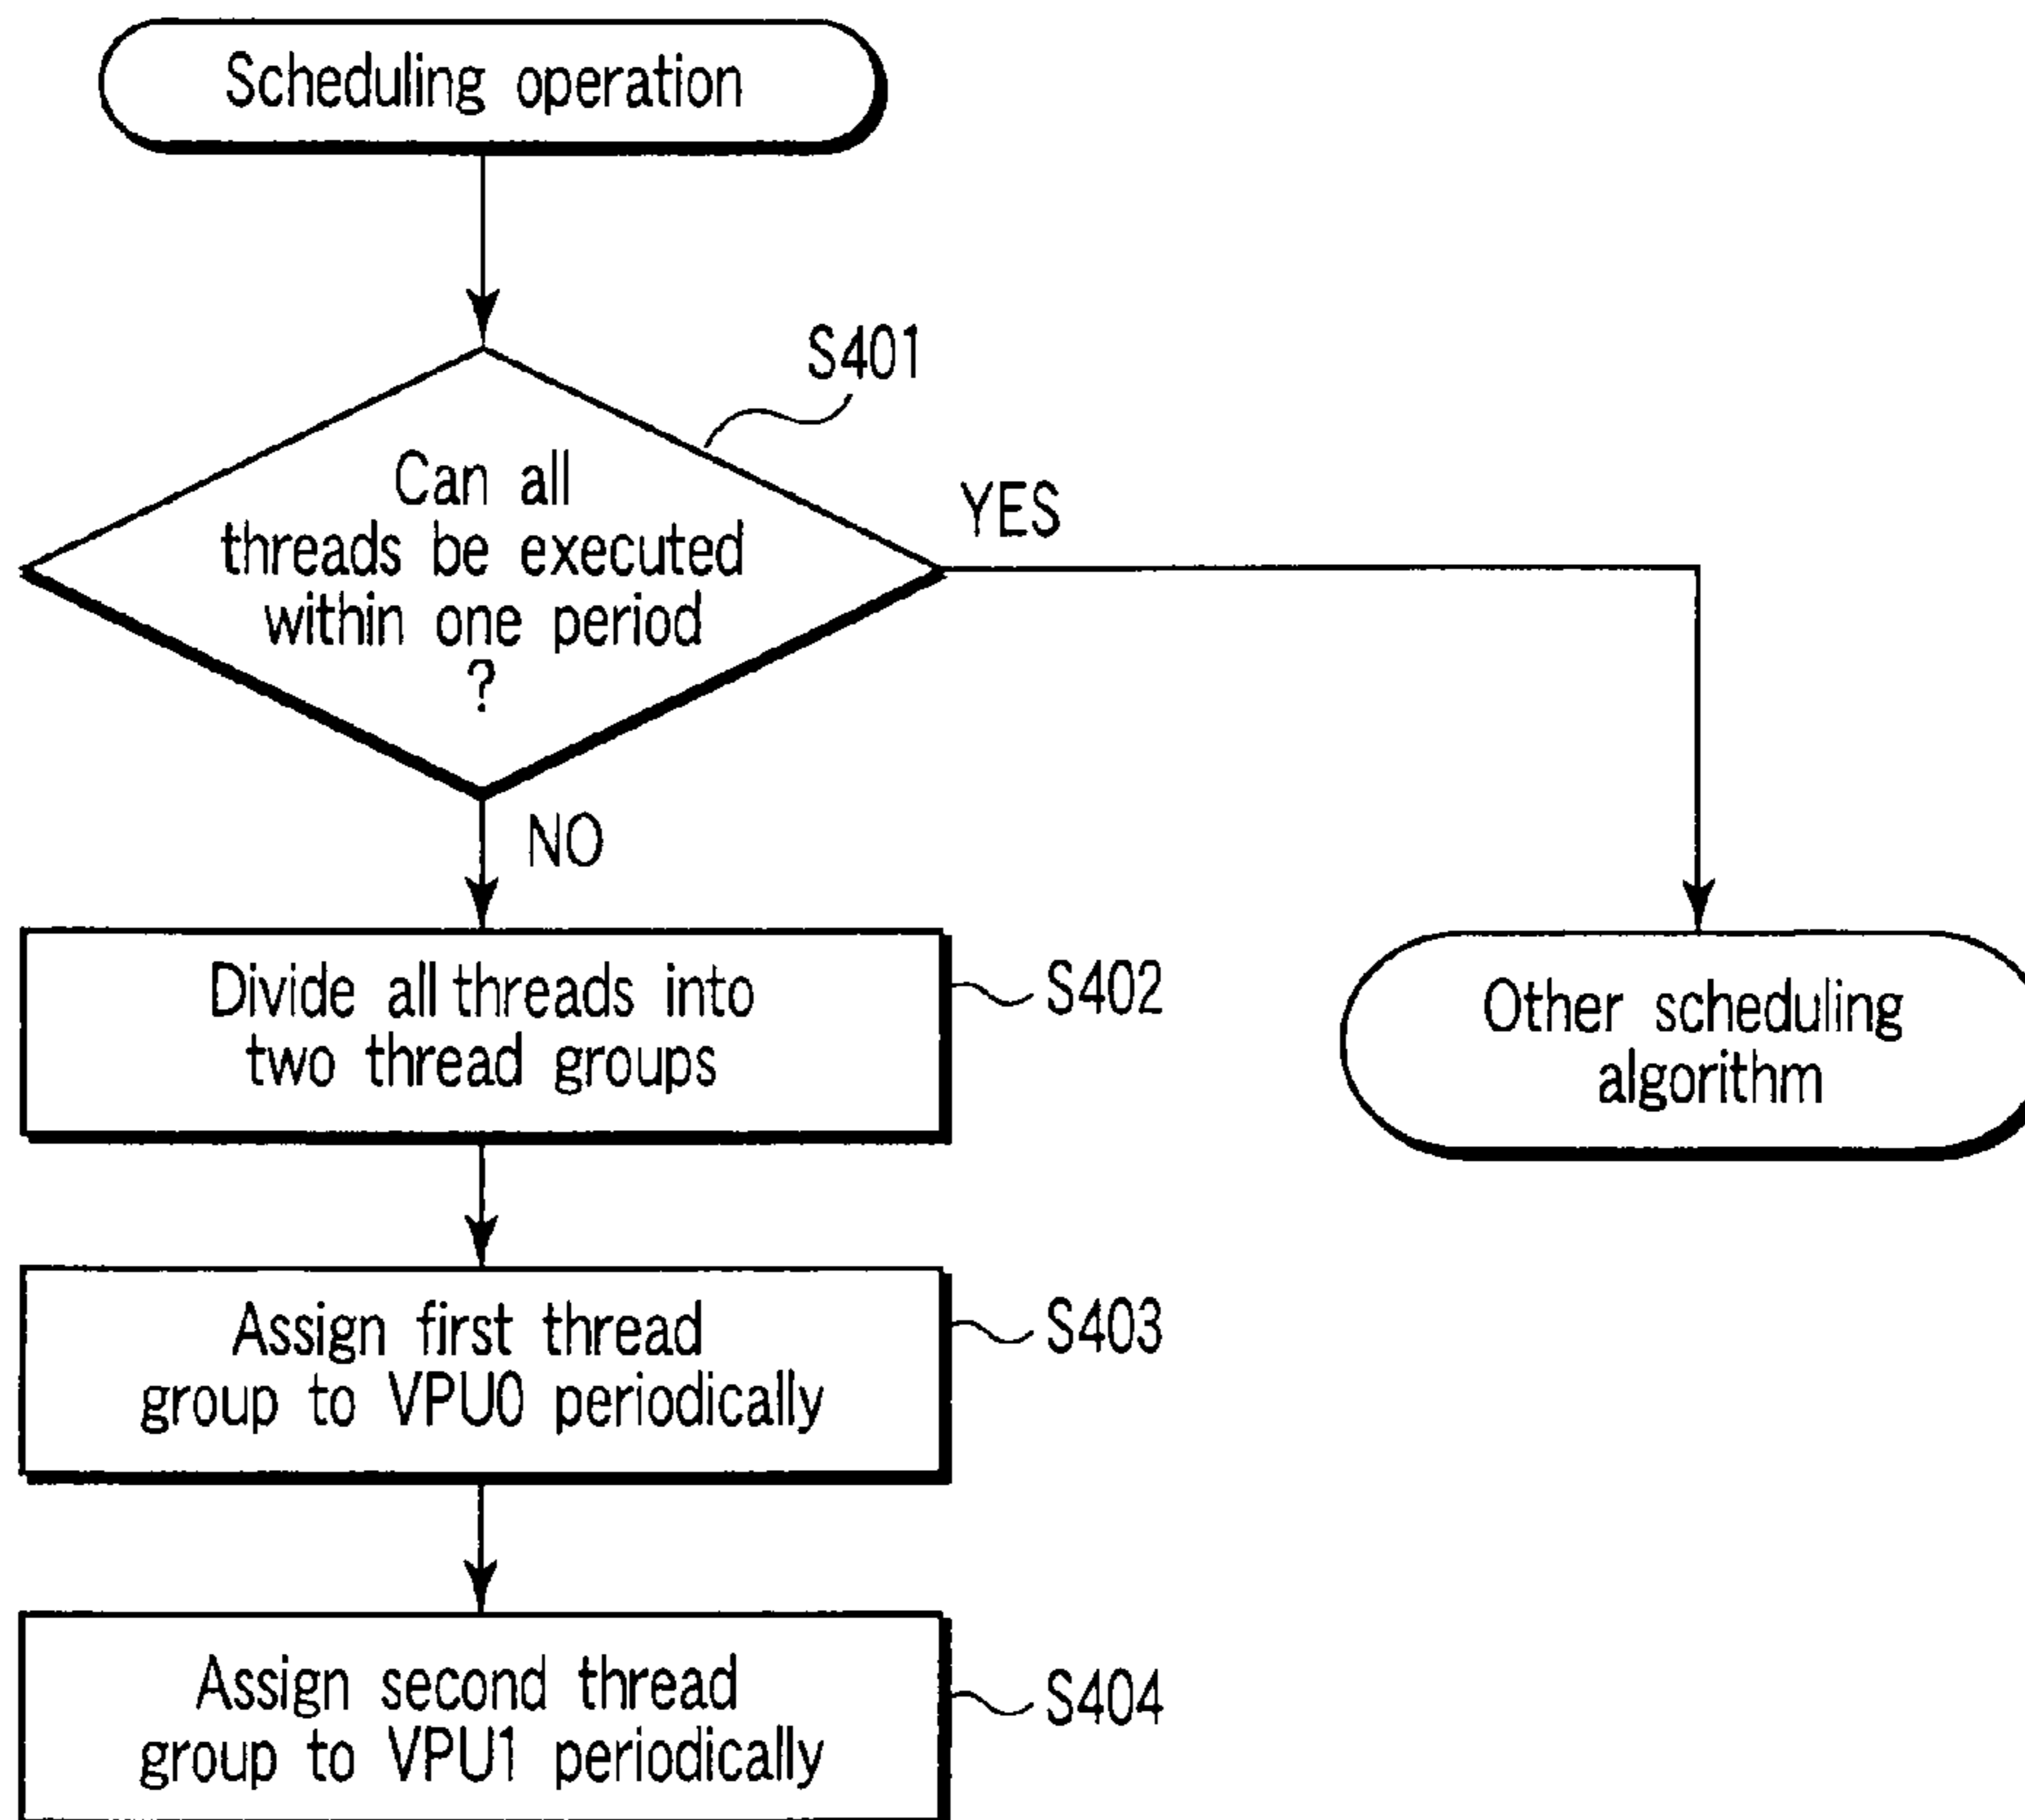 Scheduling operation
S401
Can all
threads be executed
within one period
?
YES
NO
Divide all threads into
two thread groups
S402
Other scheduling
algorithm
Assign first thread
group to VPU0 periodically
S403
Assign second thread
group to VPU1 periodically
S404